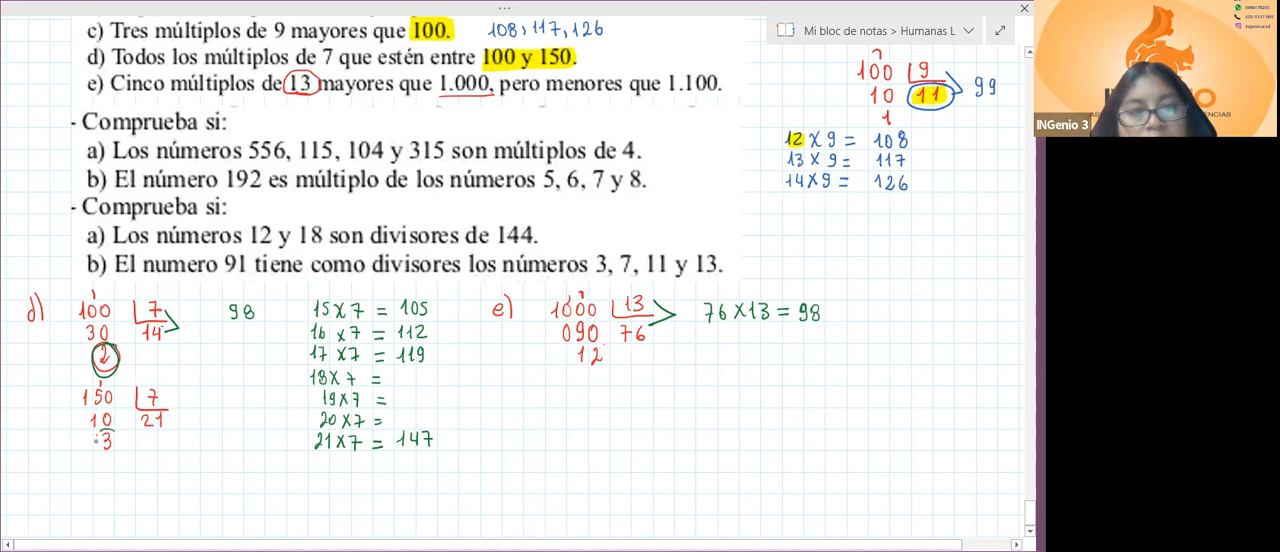 c) Tres múltiplos de 9 mayores que 100. 108, 117, 126
d) Todos los múltiplos de 7 que estén entre 100 y 150.
e) Cinco múltiplos de 13 mayores que 1.000, pero menores que 1.100.
- Comprueba si:
a) Los números 556, 115, 104 y 315 son múltiplos de 4.
b) El número 192 es múltiplo de los números 5, 6, 7 y 8.
- Comprueba si:
a) Los números 12 y 18 son divisores de 144.
b) El numero 91 tiene como divisores los números 3, 7, 11 y 13.
Mi bloc de notas > Humanas L
100 9
10 11 99
1
12 x 9 = 108
13 x 9 = 117
14 x 9 = 126
INGenio 3
d) 100 7 98
30 14
2
150 7
10 21
3
15 x 7 = 105
16 x 7 = 112
17 x 7 = 119
18 x 7 =
19 x 7 =
20 x 7 =
21 x 7 = 147
e) 1000 13 76 x 13 = 98
090 76
12